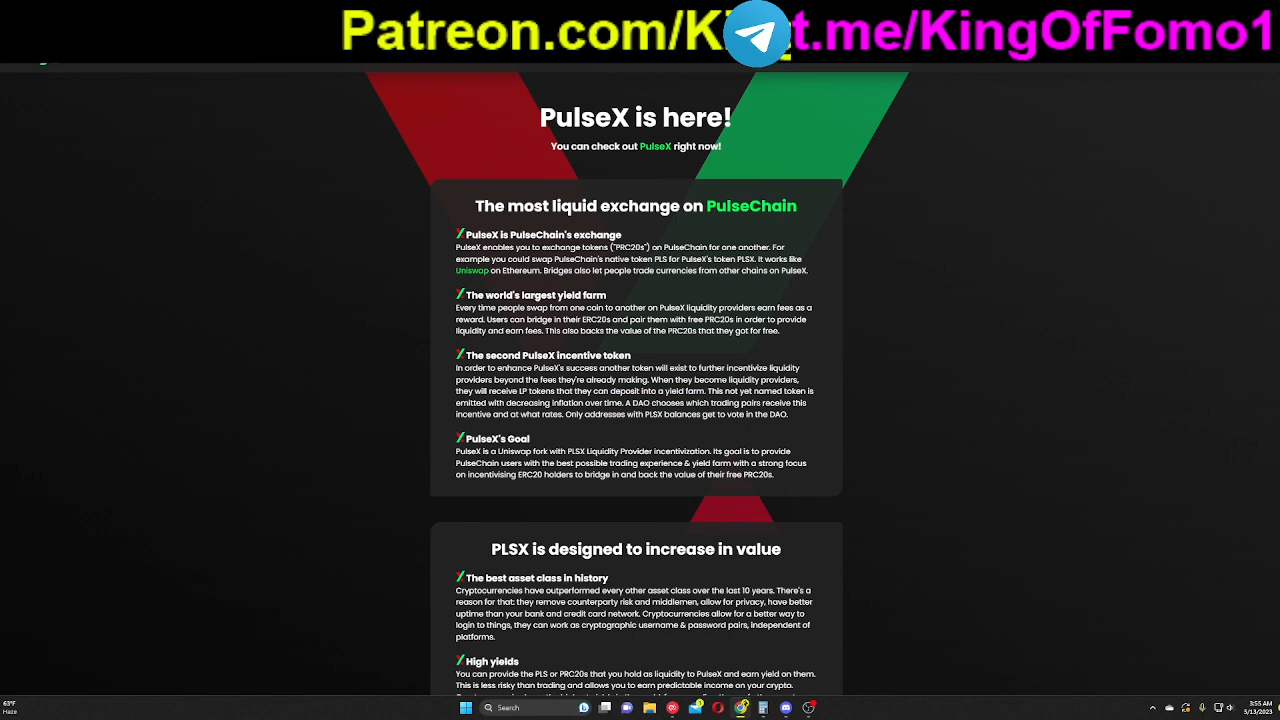 Patreon.com/Ki
t.me/KingOfFomo1
PulseX is here!
You can check out PulseX right now!
The most liquid exchange on PulseChain
PulseX is PulseChain's exchange
PulseX enables you to exchange tokens ("PRC20s") on PulseChain for one another. For
example you could swap PulseChain's native token PLS for PulseX's token PLSX. It works like
Uniswap on Ethereum. Bridges also let people trade currencies from other chains on PulseX.
The world's largest yield farm
Every time people swap from one coin to another on PulseX liquidity providers earn fees as a
reward. Users can bridge in their ERC20s and pair them with free PRC20s in order to provide
liquidity and earn fees. This also backs the value of the PRC20s that they got for free.
The second PulseX incentive token
In order to enhance PulseX's success another token will exist to further incentivize liquidity
providers beyond the fees they're already making. When they become liquidity providers,
they will receive LP tokens that they can deposit into a yield farm. This not yet named token is
emitted with decreasing inflation over time. A DAO chooses which trading pairs receive this
incentive and at what rates. Only addresses with PLSX balances get to vote in the DAO.
PulseX's Goal
PulseX is a Uniswap fork with PLSX Liquidity Provider incentivization. Its goal is to provide
PulseChain users with the best possible trading experience & yield farm with a strong focus
on incentivising ERC20 holders to bridge in and back the value of their free PRC20s.
PLSX is designed to increase in value
The best asset class in history
Cryptocurrencies have outperformed every other asset class over the last 10 years. There's a
reason for that: they remove counterparty risk and middlemen, allow for privacy, have better
uptime than your bank and credit card network. Cryptocurrencies allow for a better way to
login to things, they can work as cryptographic username & password pairs, independent of
platforms.
High yields
You can provide the PLS or PRC20s that you hold as liquidity to PulseX and earn yield on them.
This is less risky than trading and allows you to earn predictable income on your crypto.
63°F
Haze
Search
3:55 AM
5/13/2023